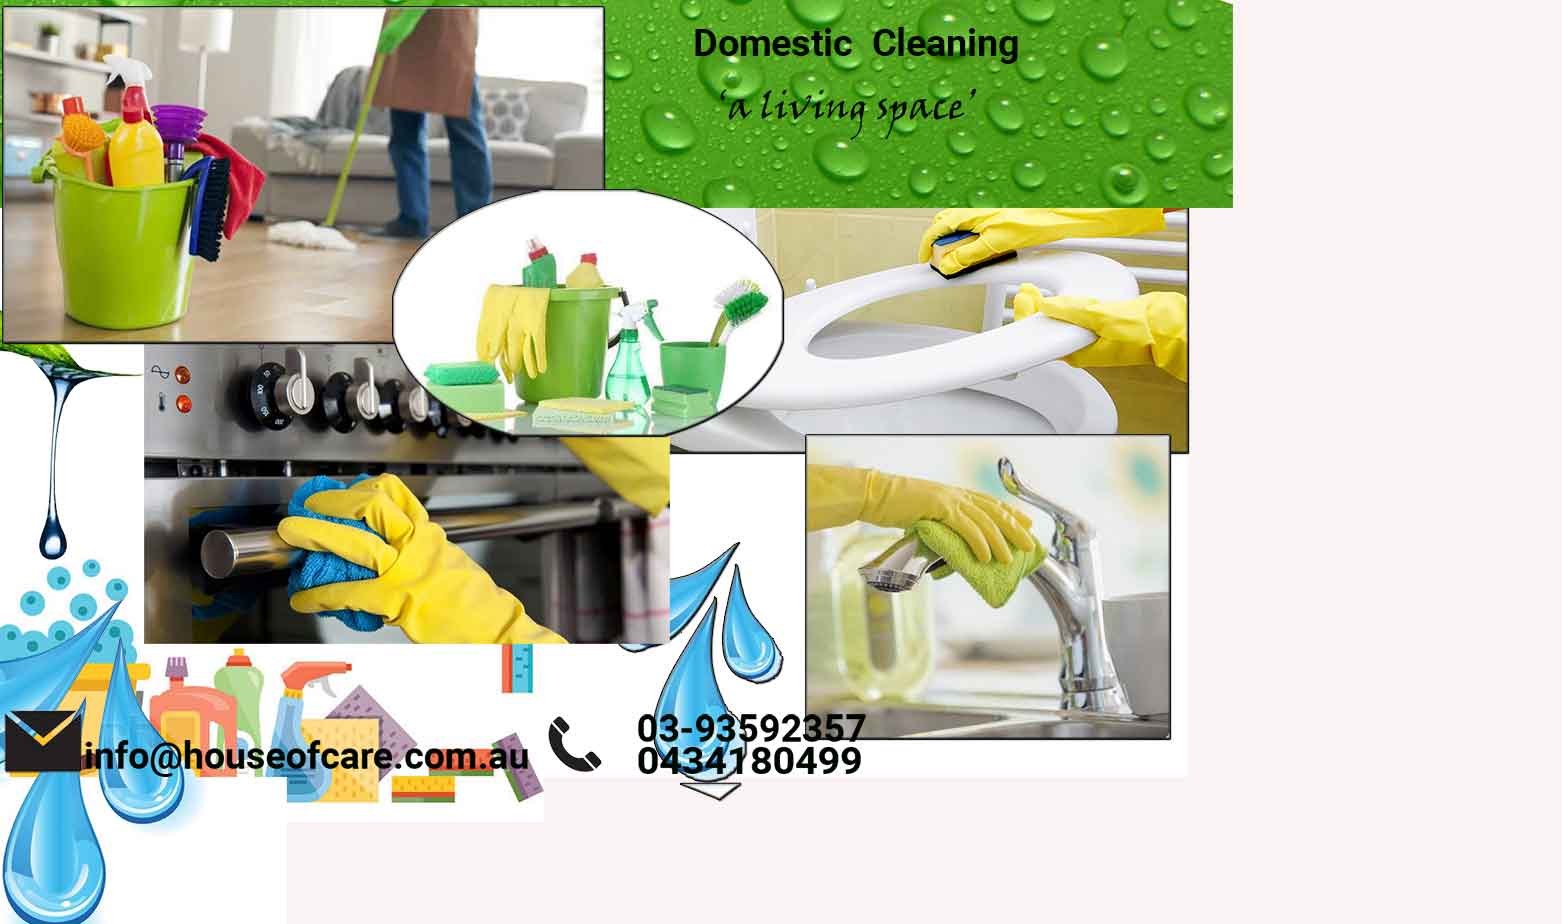 Domestic Cleaning
‘a living space’
03-93592357
info@houseofcare.com.au
0434180499